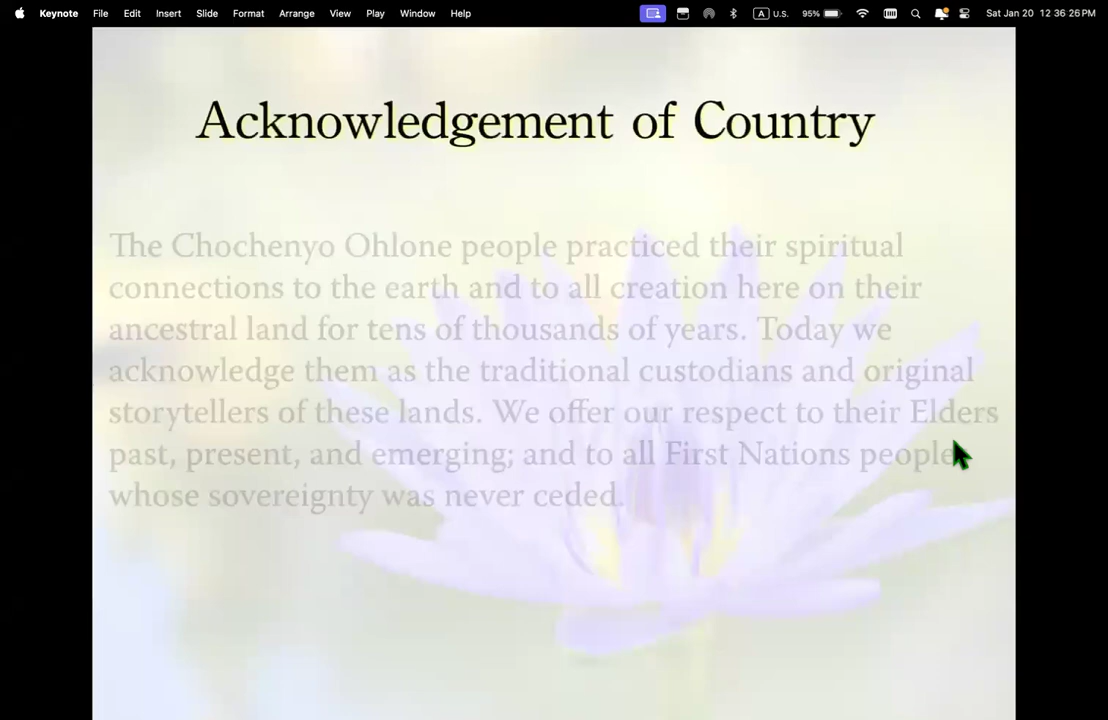 Keynote File Edit Insert Slide Format Arrange View Play Window Help A U.S. 95% Sat Jan 20 12 36 26 PM
Acknowledgement of Country
The Chochenyo Ohlone people practiced their spiritual
connections to the earth and to all creation here on their
ancestral land for tens of thousands of years. Today we
acknowledge them as the traditional custodians and original
storytellers of these lands. We offer our respect to their Elders
past, present, and emerging; and to all First Nations people
whose sovereignty was never ceded.